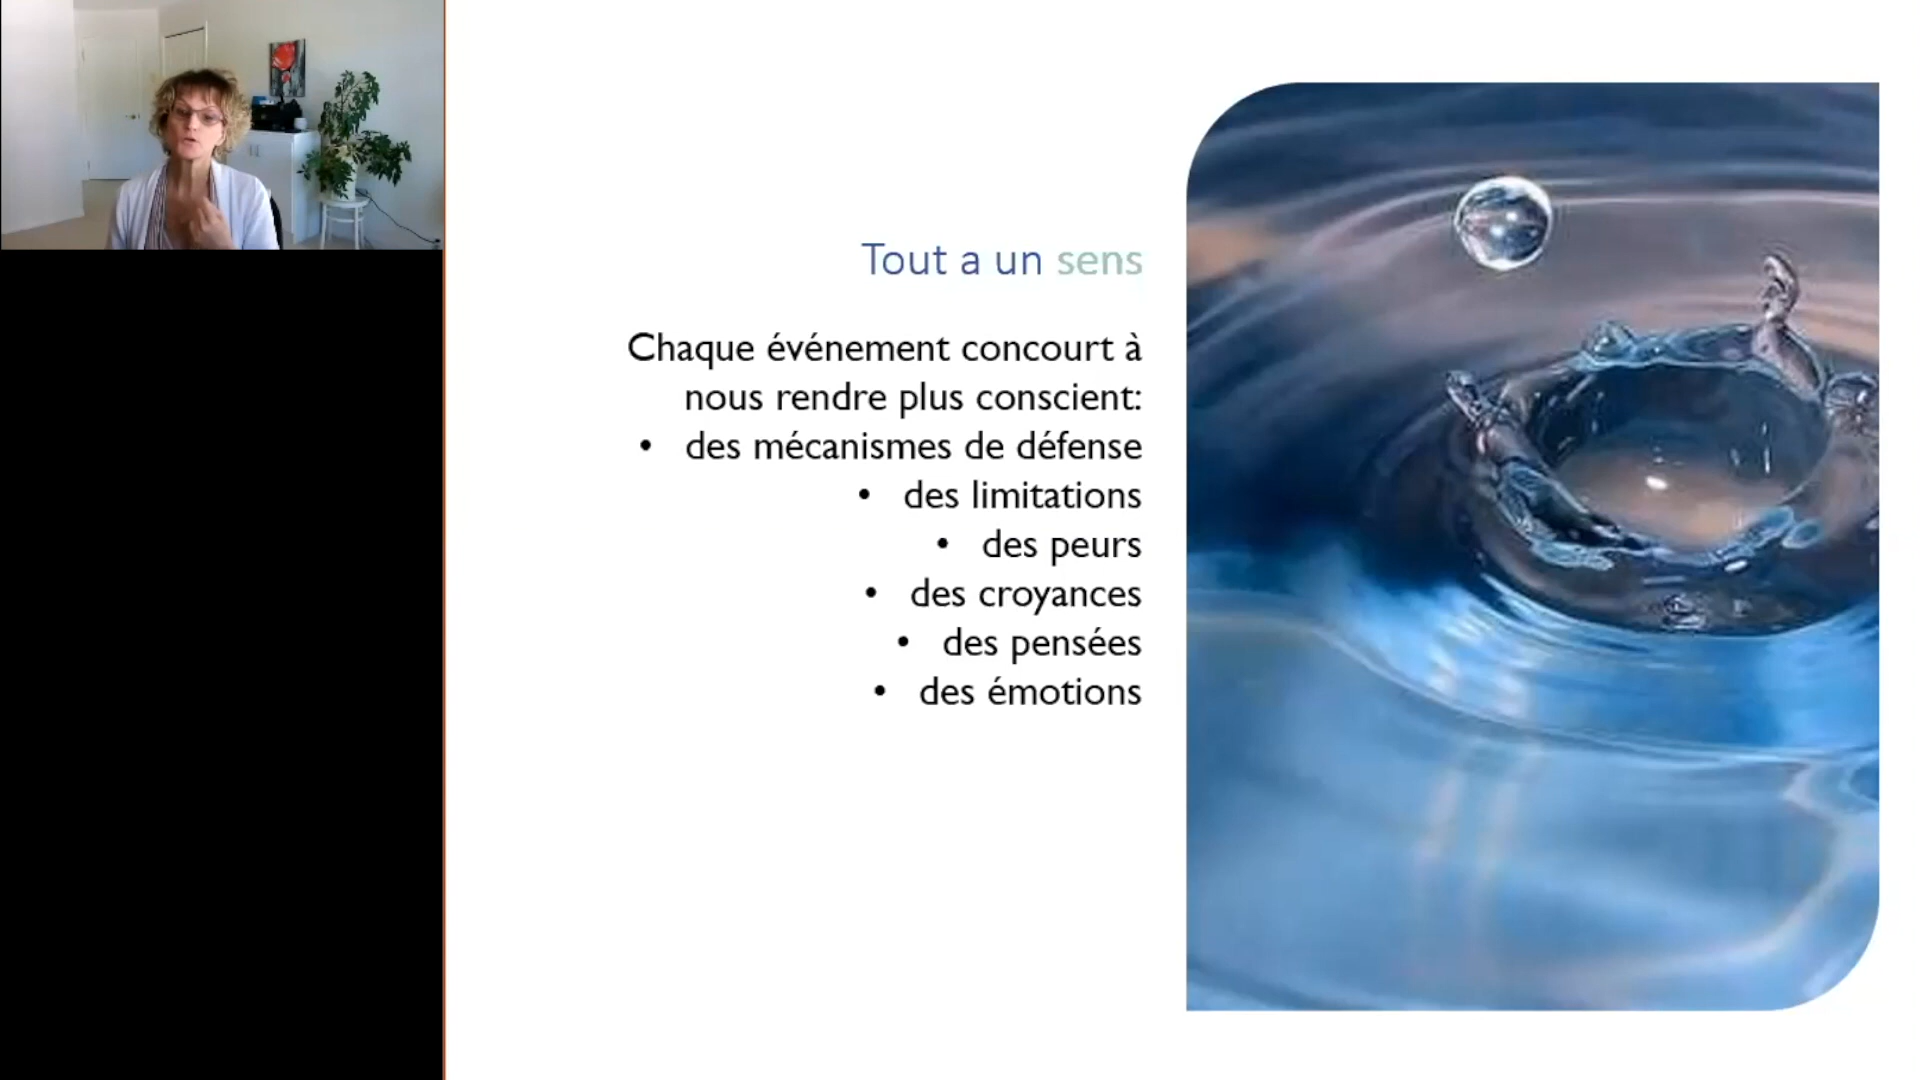 Tout a un sens
Chaque événement concourt à
nous rendre plus conscient:
• des mécanismes de défense
• des limitations
• des peurs
• des croyances
• des pensées
• des émotions